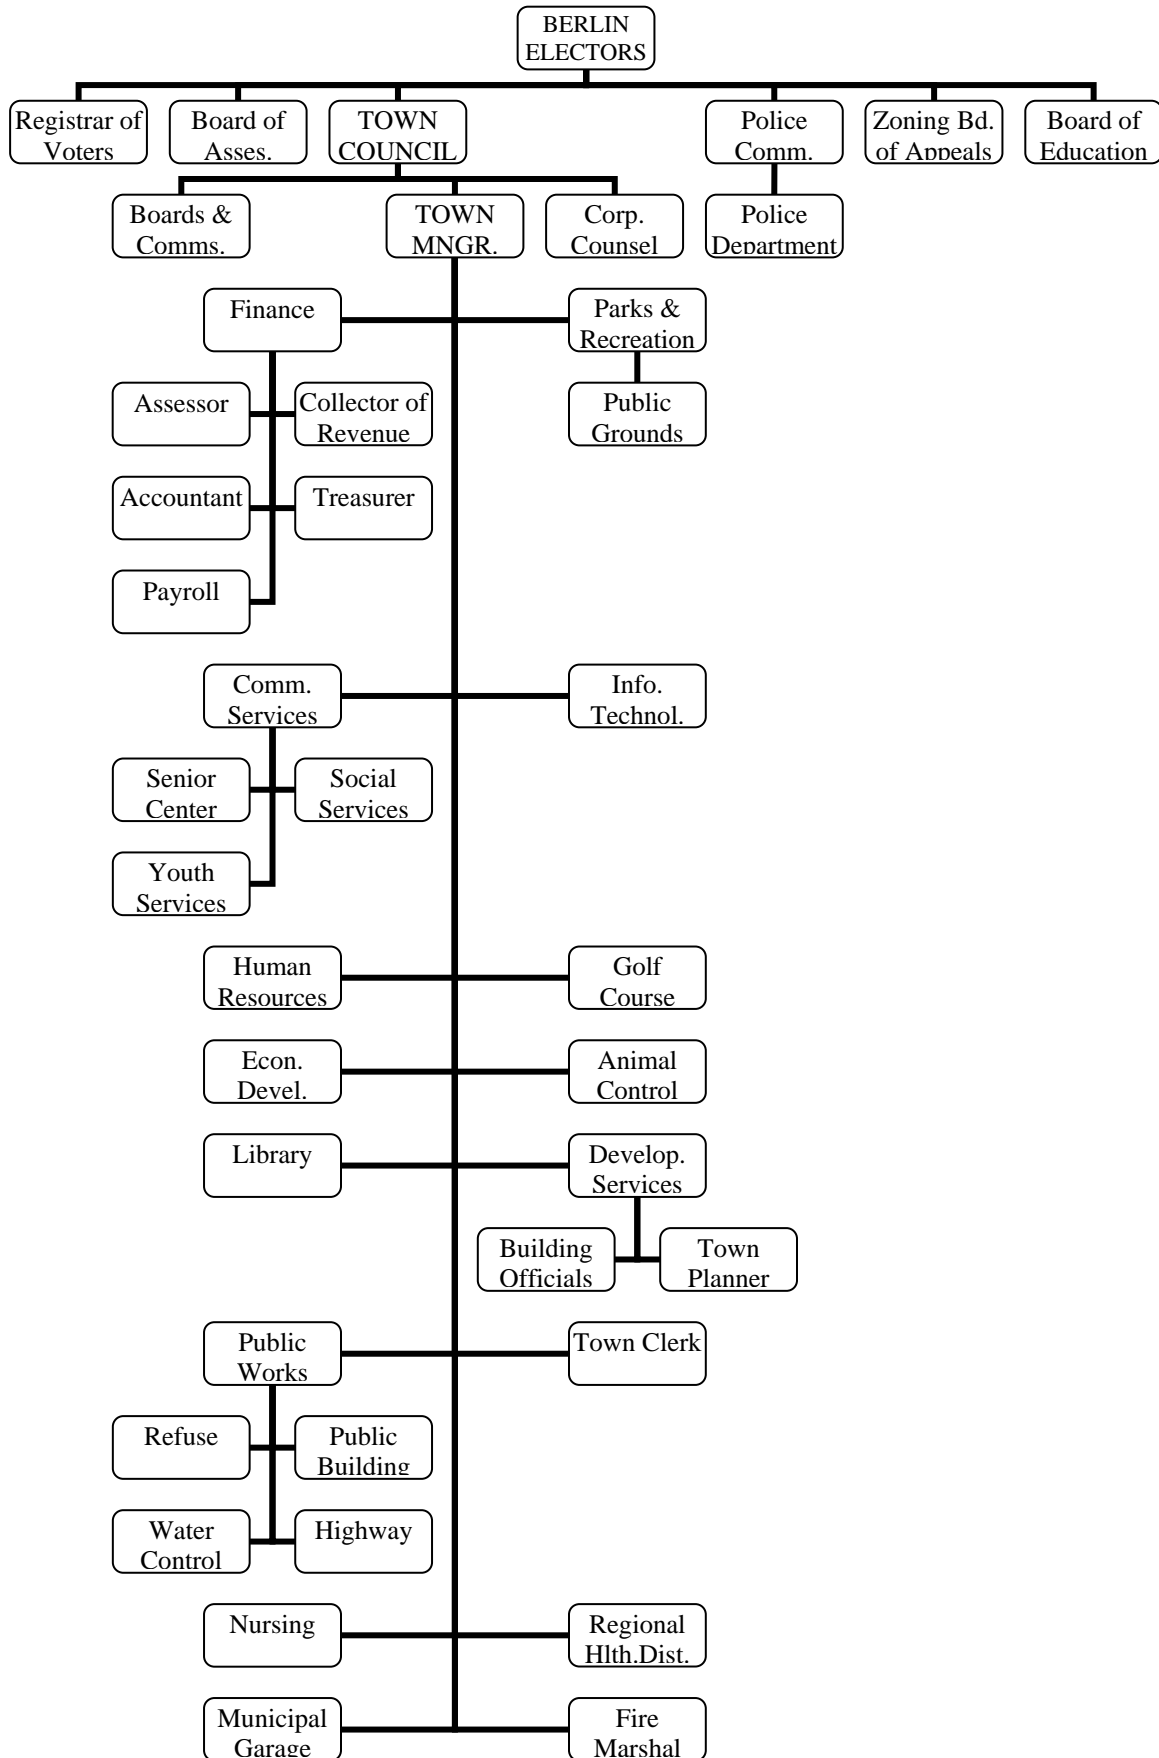 BERLIN
ELECTORS
Registrar of
Voters
Board of
Asses.
TOWN
COUNCIL
Police
Comm.
Zoning Bd.
of Appeals
Board of
Education
Boards &
Comms.
TOWN
MNGR.
Corp.
Counsel
Police
Department
Finance
Parks &
Recreation
Assessor
Collector of
Revenue
Public
Grounds
Accountant
Treasurer
Payroll
Comm.
Services
Info.
Technol.
Senior
Center
Social
Services
Youth
Services
Human
Resources
Golf
Course
Econ.
Devel.
Animal
Control
Library
Develop.
Services
Building
Officials
Town
Planner
Public
Works
Town Clerk
Refuse
Public
Building
Water
Control
Highway
Nursing
Regional
Hlth.Dist.
Municipal
Garage
Fire
Marshal